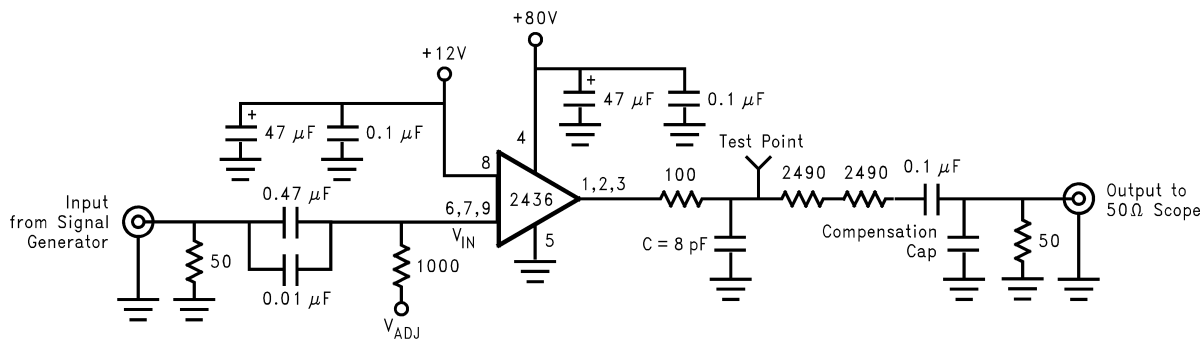 +80V
+12V
+
47 μF
0.1 μF
+
47 μF
0.1 μF
4
8
Test Point
0.47 μF
2436
1,2,3
100
2490
2490
0.1 μF
Input
from Signal
Generator
6,7,9
V_IN
5
Output to
50Ω Scope
50
0.01 μF
1000
C = 8 pF
Compensation
Cap
50
V_ADJ